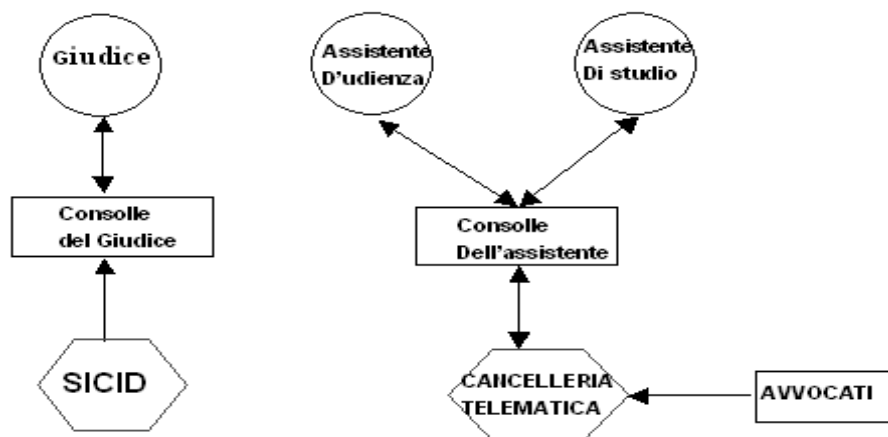 Giudice
Assistente
D'udienza
Assistente
Di studio
Consolle
del Giudice
Consolle
Dell'assistente
SICID
CANCELLERIA
TELEMATICA
AVVOCATI